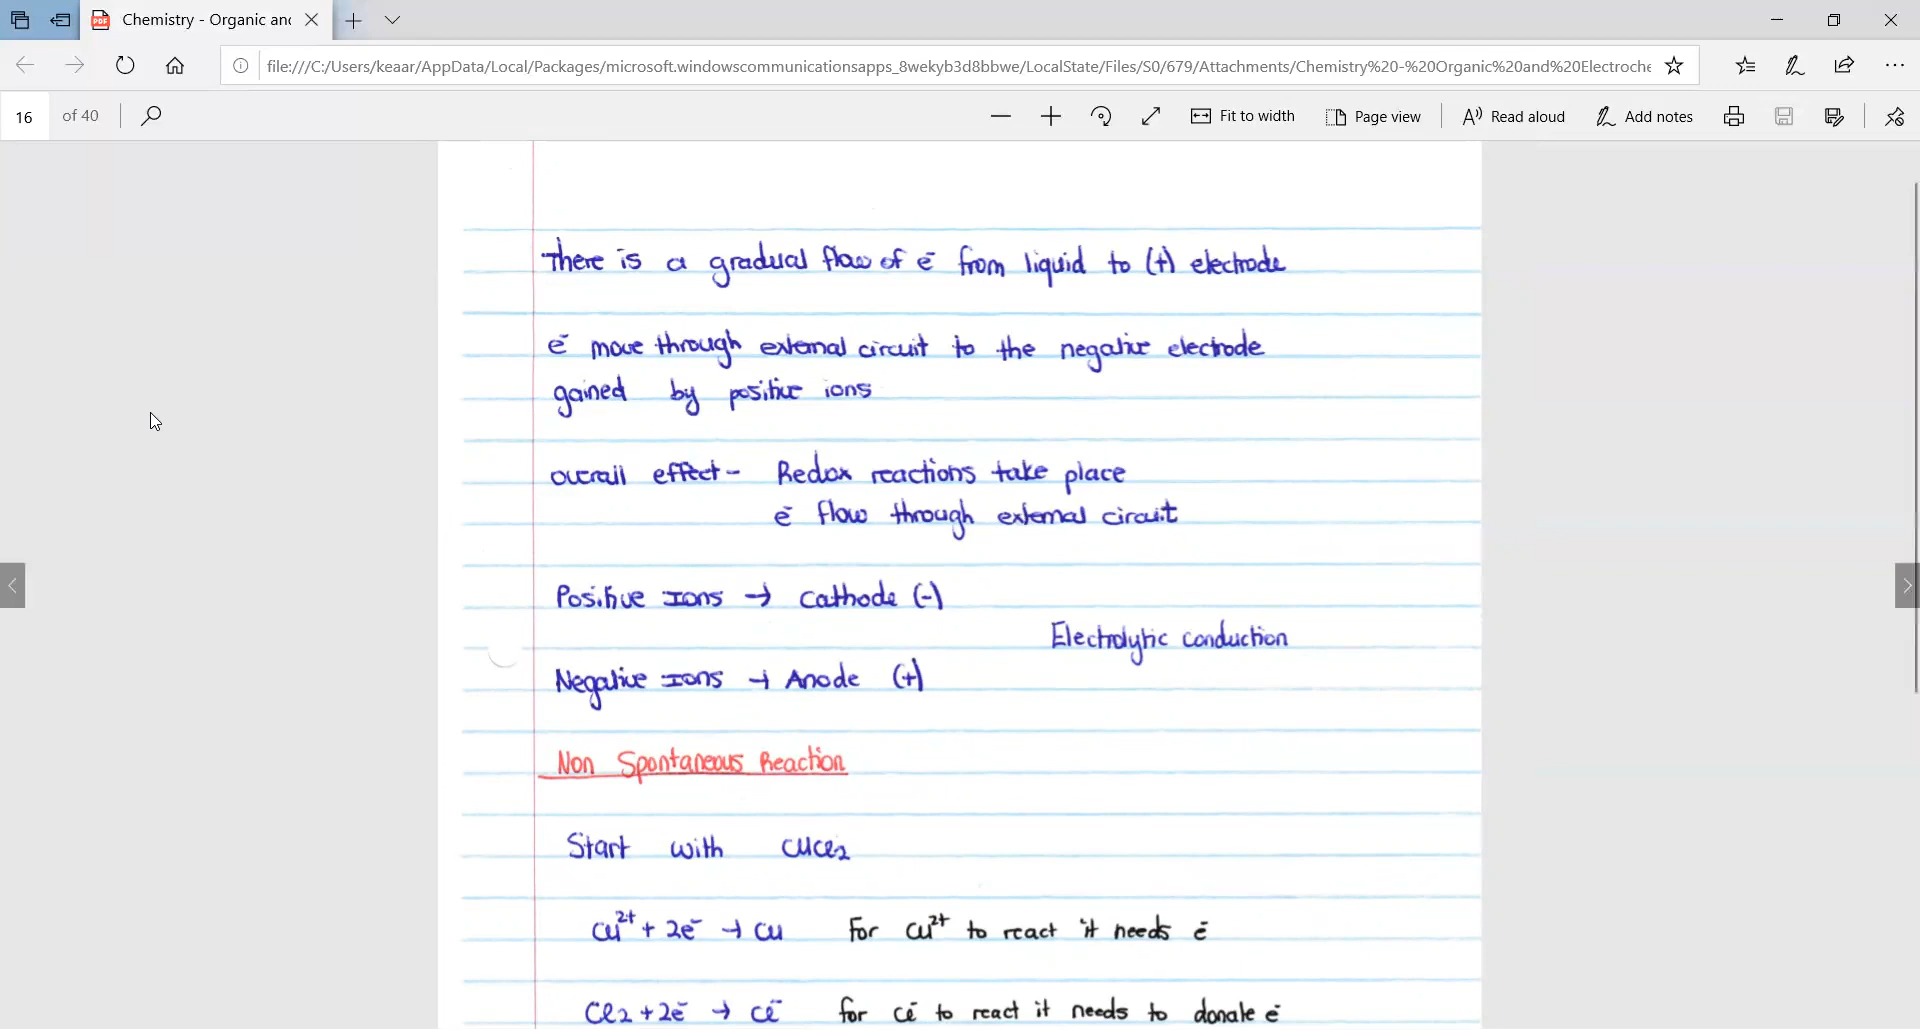 Chemistry - Organic and
file:///C:/Users/keaar/AppData/Local/Packages/microsoft.windowscommunicationsapps_8wekyb3d8bbwe/LocalState/Files/S0/679/Attachments/Chemistry%20-%20Organic%20and%20Electroche
16 of 40 Fit to width Page view Read aloud Add notes
There is a gradual flow of e⁻ from liquid to (+) electrode
e⁻ move through external circuit to the negative electrode
gained by positive ions
overall effect - Redox reactions take place
e⁻ flow through external circuit
Positive Ions → cathode (-)
Electrolytic conduction
Negative Ions → Anode (+)
Non Spontaneous Reaction
Start with CuCl₂
Cu²⁺ + 2e⁻ → Cu For Cu²⁺ to react it needs e⁻
Cl₂ + 2e⁻ → Cl⁻ for Cl⁻ to react it needs to donate e⁻